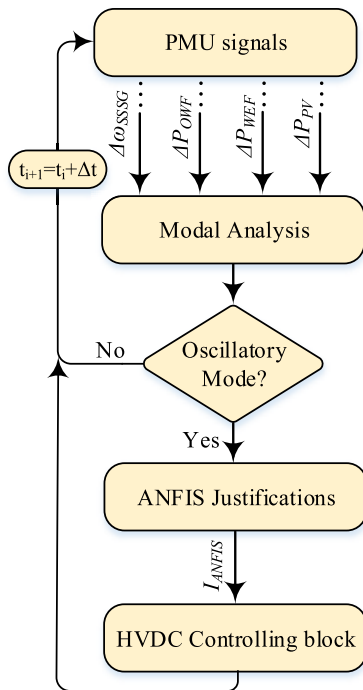 PMU signals
Δω_SSSG
ΔP_OWF
ΔP_WEF
ΔP_PV
t_{i+1}=t_i+Δt
Modal Analysis
No
Oscillatory
Mode?
Yes
ANFIS Justifications
I_ANFIS
HVDC Controlling block